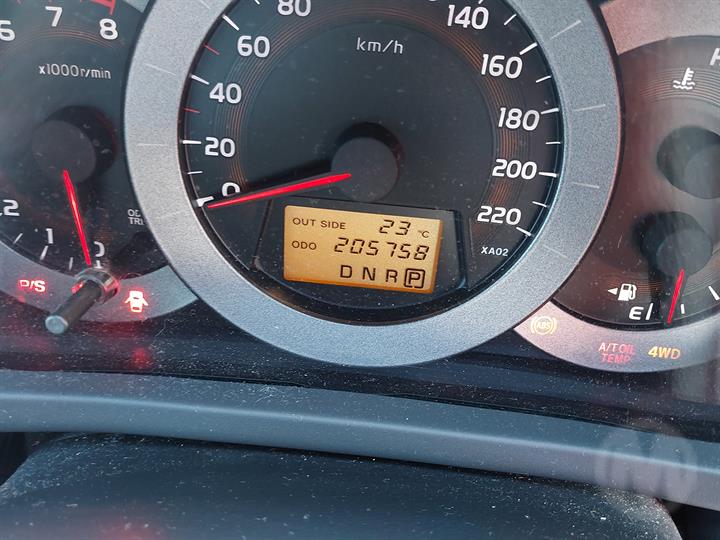 6 7 8
x1000r/min
2 1 0
P/S
80 140
60 km/h 160
40 180
20 200
0 220
XA02
OUT SIDE 23 °C
ODO 205758
D N R P
E
ABS
A/T OIL
TEMP
4WD
H